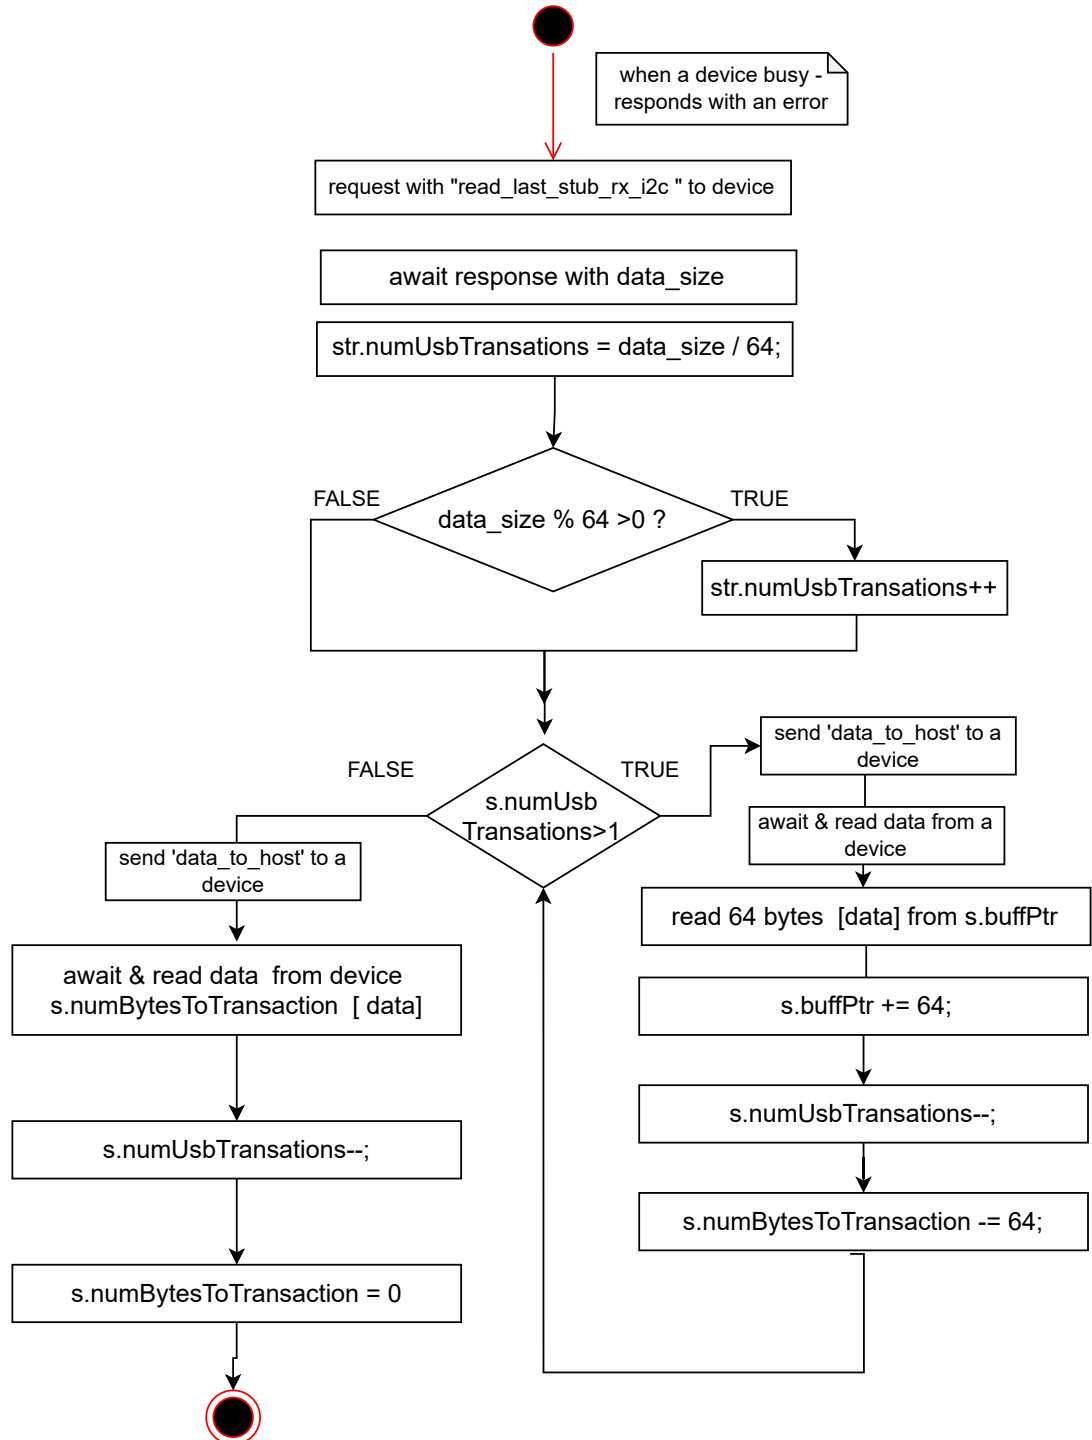 when a device busy -
responds with an error
request with "read_last_stub_rx_i2c " to device
await response with data_size
str.numUsbTransations = data_size / 64;
FALSE
TRUE
data_size % 64 >0 ?
str.numUsbTransations++
FALSE
TRUE
s.numUsb
Transations>1
send 'data_to_host' to a
device
await & read data from a
device
send 'data_to_host' to a
device
read 64 bytes  [data] from s.buffPtr
await & read data  from device
s.numBytesToTransaction  [ data]
s.buffPtr += 64;
s.numUsbTransations--;
s.numUsbTransations--;
s.numBytesToTransaction -= 64;
s.numBytesToTransaction = 0